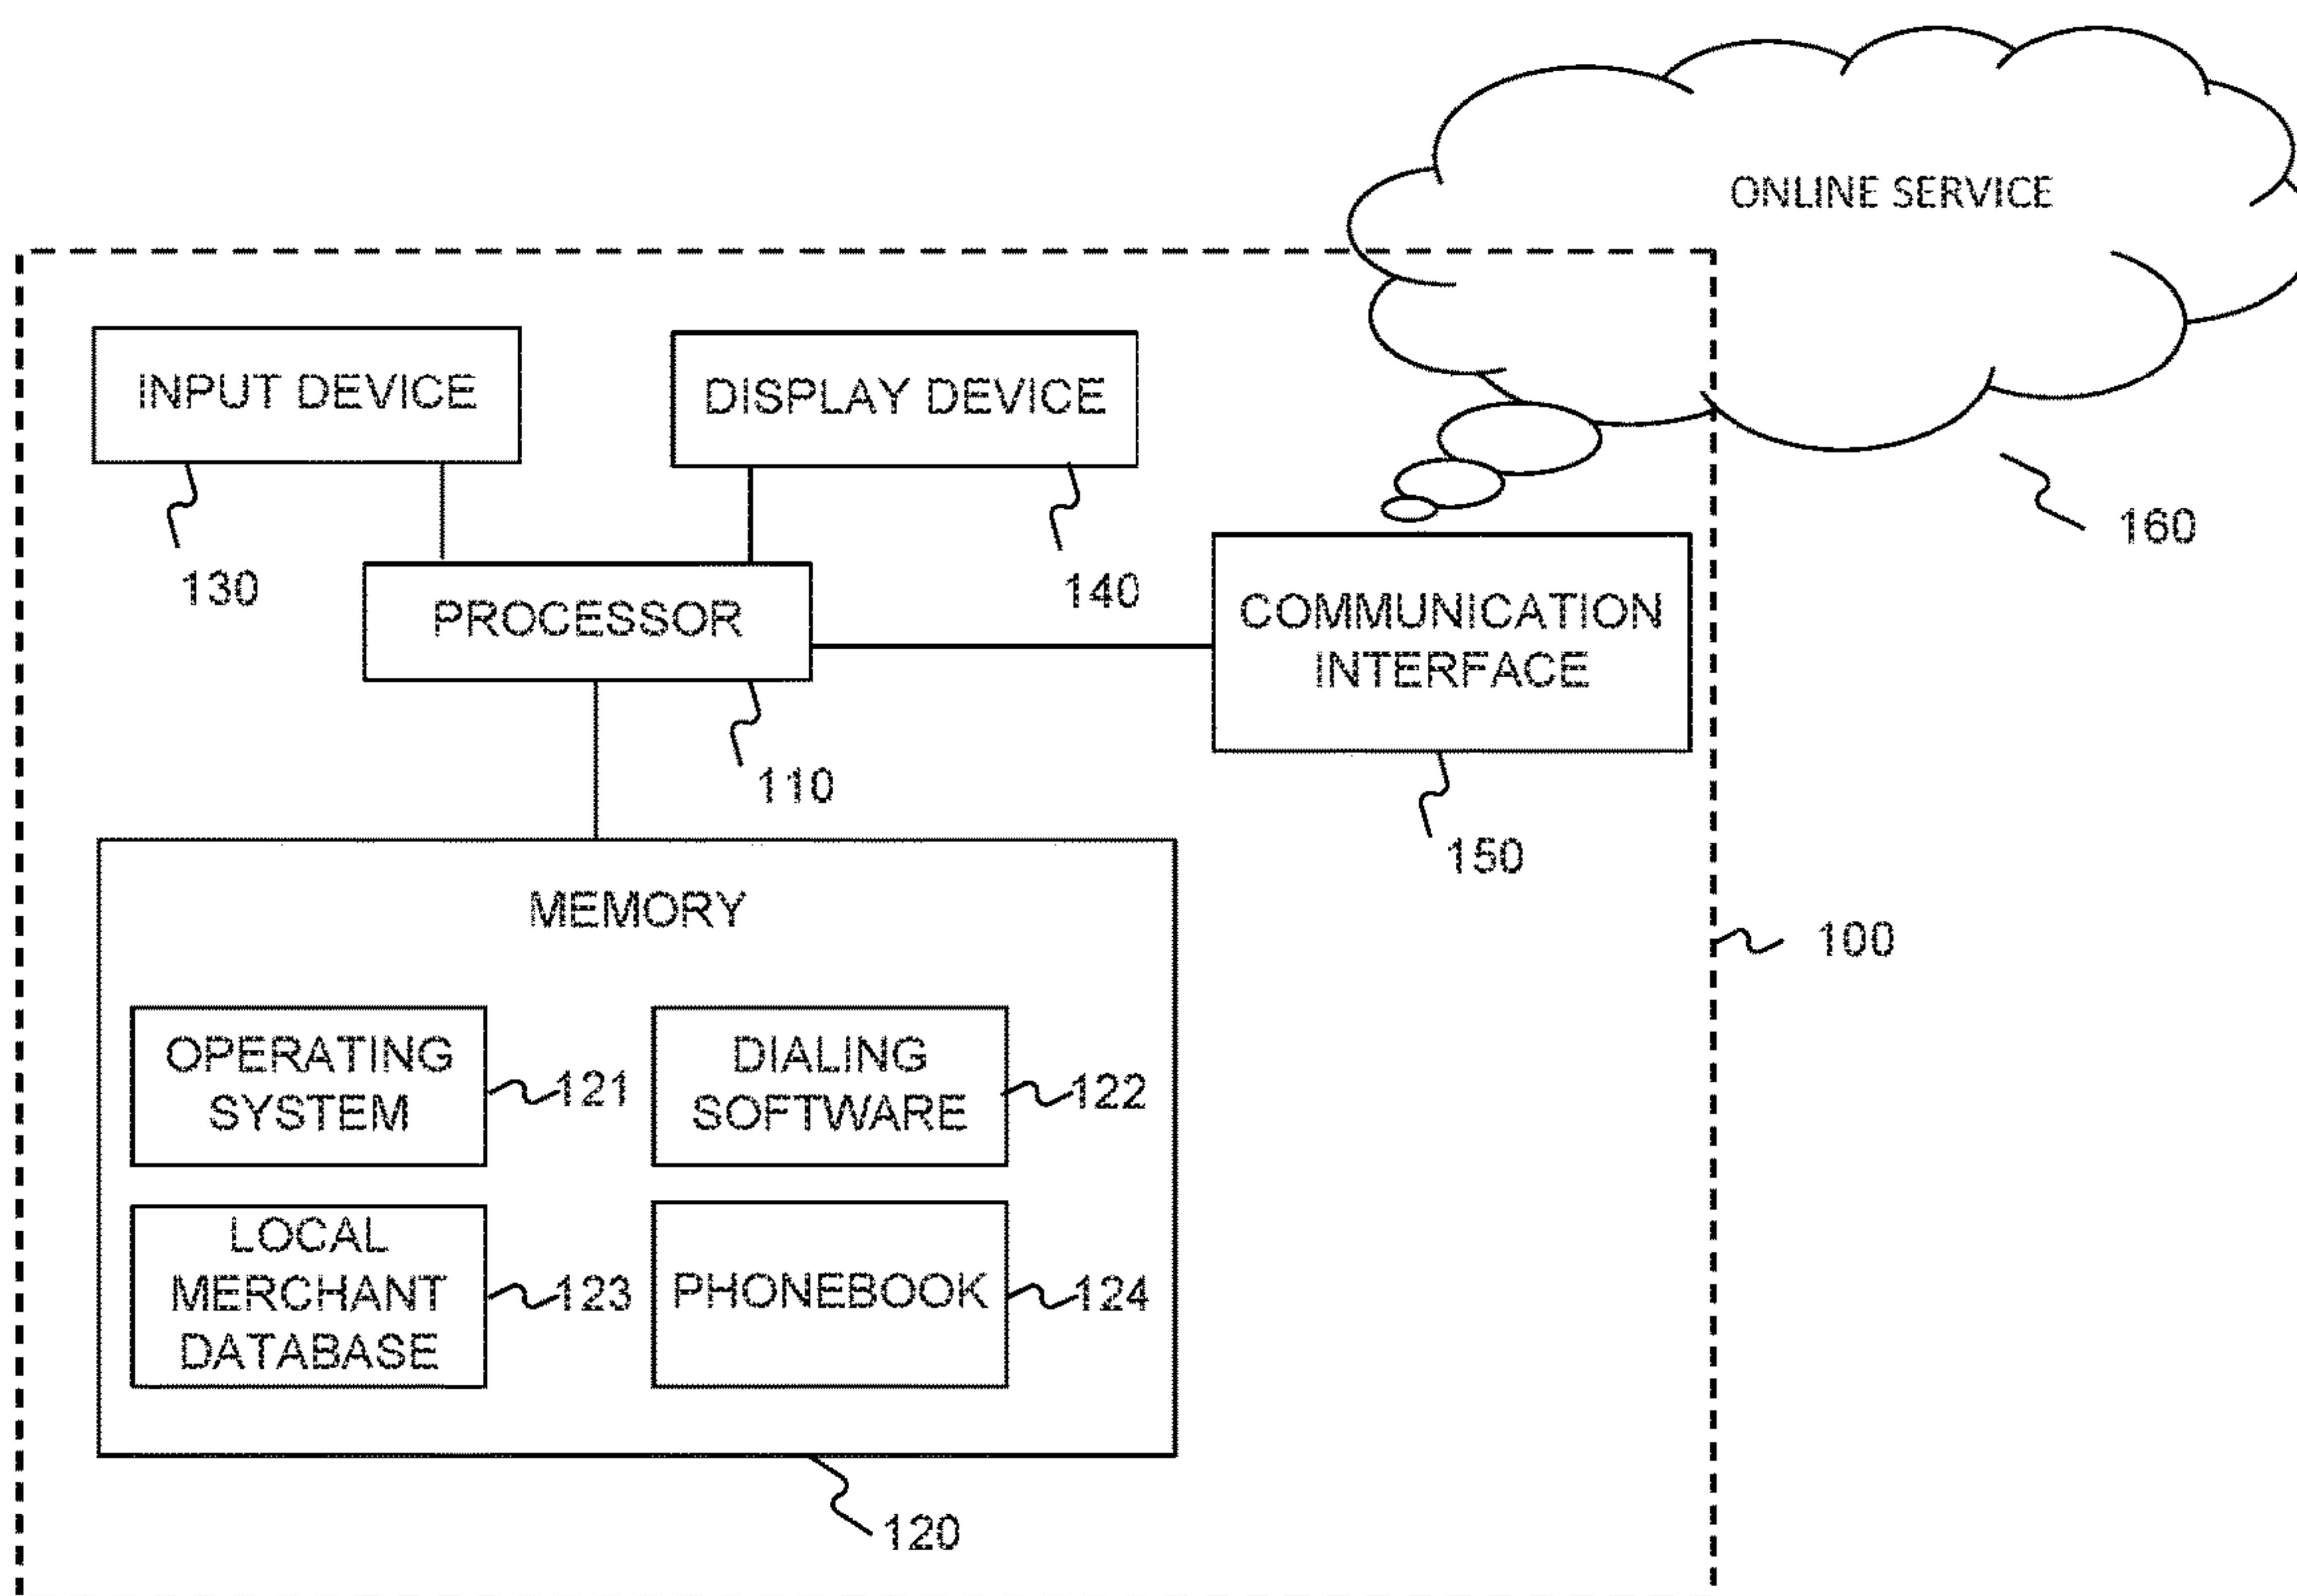 ONLINE SERVICE
INPUT DEVICE
DISPLAY DEVICE
160
130
140
PROCESSOR
COMMUNICATION
INTERFACE
110
150
MEMORY
100
OPERATING
SYSTEM
121
DIALING
SOFTWARE
122
LOCAL
MERCHANT
DATABASE
123
PHONEBOOK
124
120